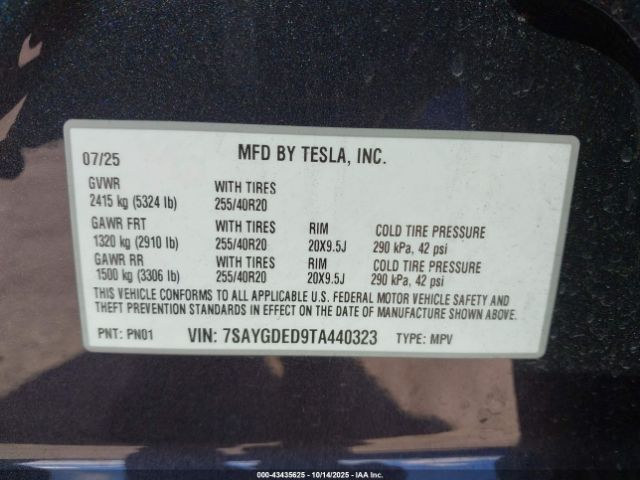 07/25 MFD BY TESLA, INC.
GVWR WITH TIRES
2415 kg (5324 lb) 255/40R20
GAWR FRT WITH TIRES RIM COLD TIRE PRESSURE
1320 kg (2910 lb) 255/40R20 20X9.5J 290 kPa, 42 psi
GAWR RR WITH TIRES RIM COLD TIRE PRESSURE
1500 kg (3306 lb) 255/40R20 20X9.5J 290 kPa, 42 psi
THIS VEHICLE CONFORMS TO ALL APPLICABLE U.S. FEDERAL MOTOR VEHICLE SAFETY AND
THEFT PREVENTION STANDARDS IN EFFECT ON THE DATE OF MANUFACTURE SHOWN ABOVE.
PNT: PN01 VIN: 7SAYGDED9TA440323 TYPE: MPV
000-43435625 - 10/14/2025 - IAA Inc.